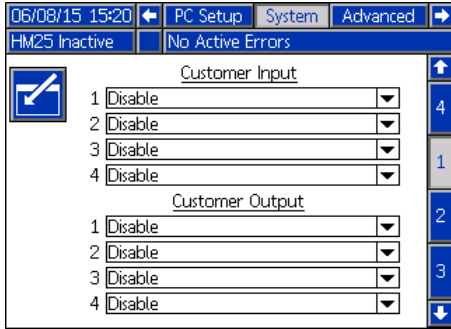 06/08/15 15:20 PC Setup System Advanced
HM25 Inactive No Active Errors
Customer Input
1 Disable
2 Disable
3 Disable
4 Disable
Customer Output
1 Disable
2 Disable
3 Disable
4 Disable
4
1
2
3